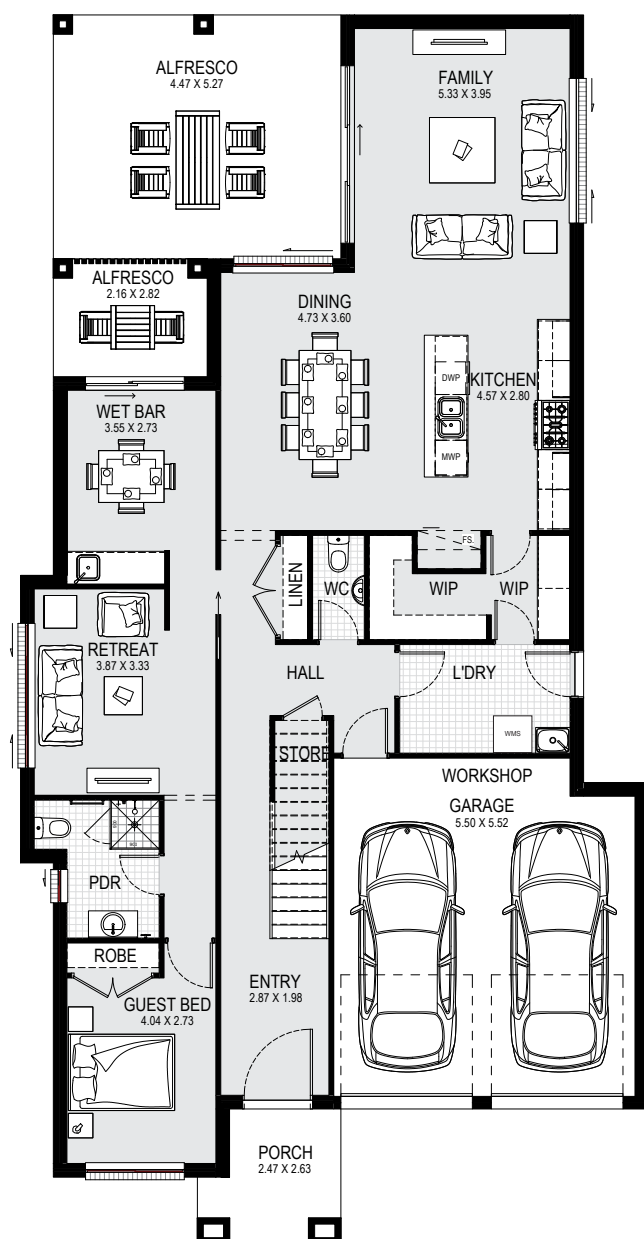 ALFRESCO
4.47 X 5.27
FAMILY
5.33 X 3.95
ALFRESCO
2.16 X 2.82
DINING
4.73 X 3.60
DWP
KITCHEN
4.57 X 2.80
MWP
WET BAR
3.55 X 2.73
FS.
LINEN
WC
WIP
WIP
RETREAT
3.87 X 3.33
HALL
L'DRY
WMS
STORE
WORKSHOP
GARAGE
5.50 X 5.52
900
900
PDR
ROBE
GUEST BED
4.04 X 2.73
ENTRY
2.87 X 1.98
PORCH
2.47 X 2.63